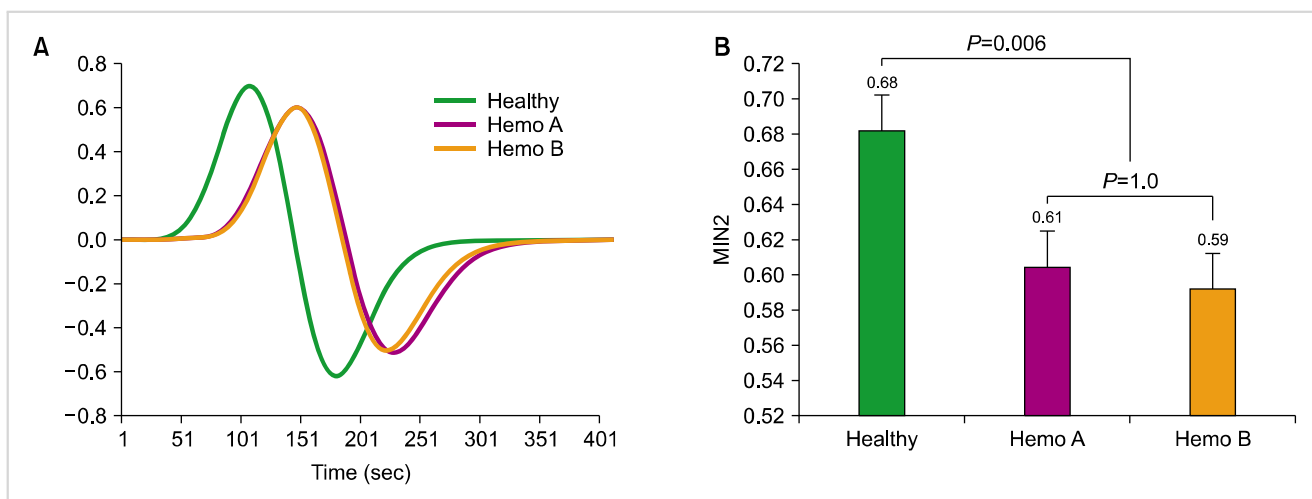 A
0.8
0.6
0.4
0.2
0.0
−0.2
−0.4
−0.6
−0.8
1 51 101 151 201 251 301 351 401
Time (sec)
Healthy
Hemo A
Hemo B
B
P=0.006
P=1.0
MIN2
0.72
0.70
0.68
0.66
0.64
0.62
0.60
0.58
0.56
0.54
0.52
0.68
0.61
0.59
Healthy Hemo A Hemo B